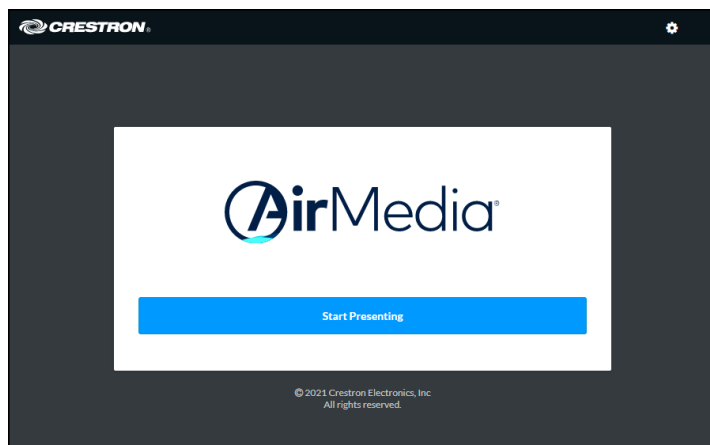 CRESTRON®
AirMedia®
Start Presenting
© 2021 Crestron Electronics, Inc
All rights reserved.